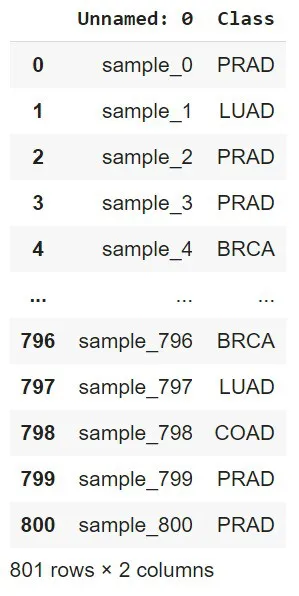 Unnamed: 0 Class
0 sample_0 PRAD
1 sample_1 LUAD
2 sample_2 PRAD
3 sample_3 PRAD
4 sample_4 BRCA
... ... ...
796 sample_796 BRCA
797 sample_797 LUAD
798 sample_798 COAD
799 sample_799 PRAD
800 sample_800 PRAD
801 rows × 2 columns